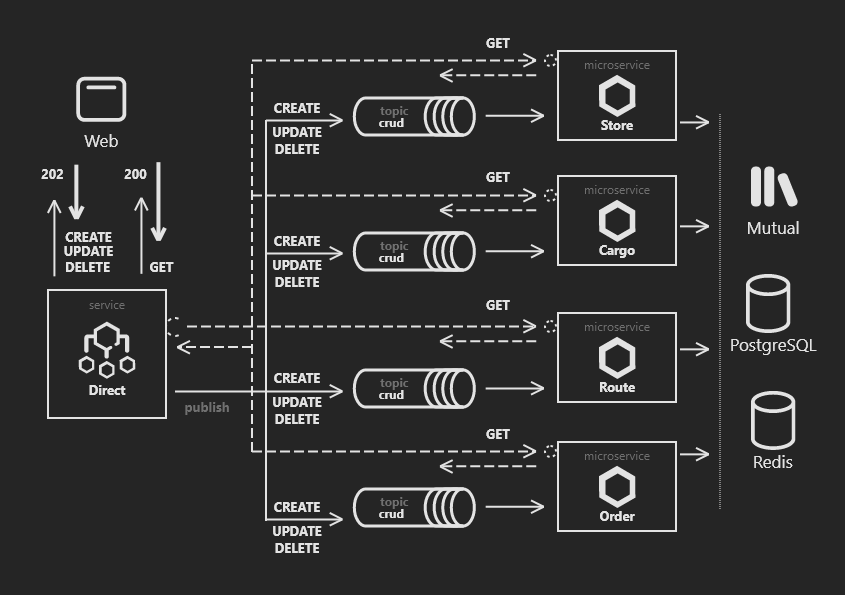 Web
202
200
CREATE
UPDATE
DELETE
GET
service
Direct
publish
GET
CREATE
UPDATE
DELETE
topic
crud
microservice
Store
GET
CREATE
UPDATE
DELETE
topic
crud
microservice
Cargo
GET
CREATE
UPDATE
DELETE
topic
crud
microservice
Route
GET
CREATE
UPDATE
DELETE
topic
crud
microservice
Order
Mutual
PostgreSQL
Redis